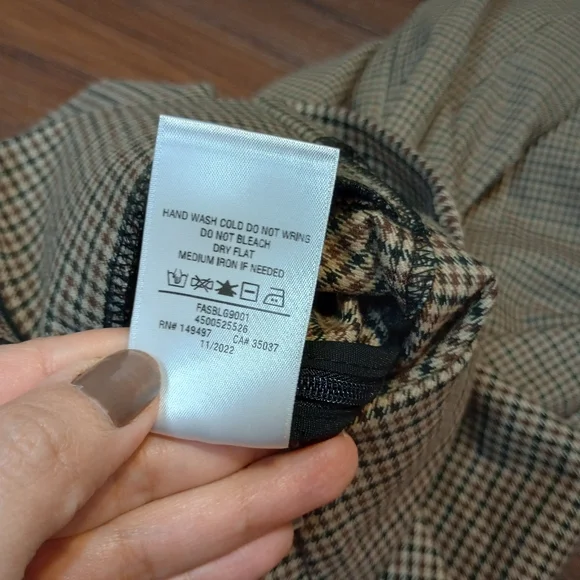 HAND WASH COLD DO NOT WRING
DO NOT BLEACH
DRY FLAT
MEDIUM IRON IF NEEDED
FASBLG9001
4500525526
RN# 149497 CA# 35037
11/2022